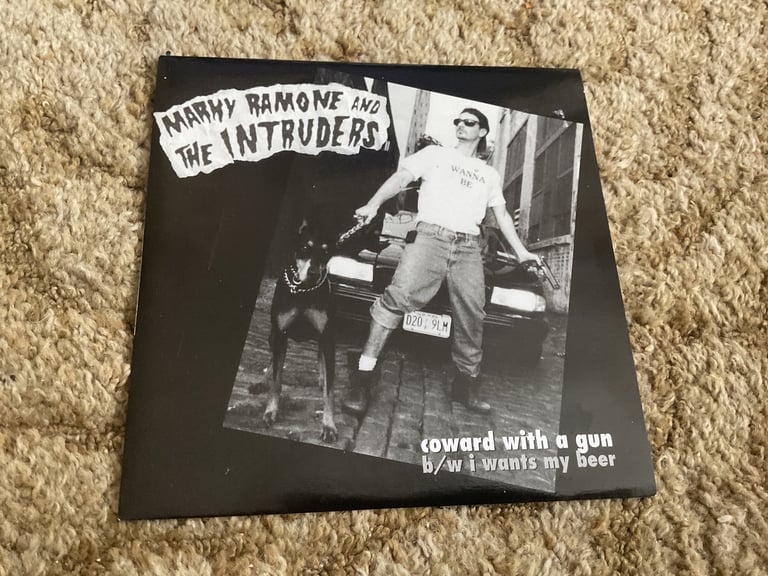 MARKY RAMONE AND
THE INTRUDERS
WANNA
BE
D20 9LM
coward with a gun
b/w i wants my beer